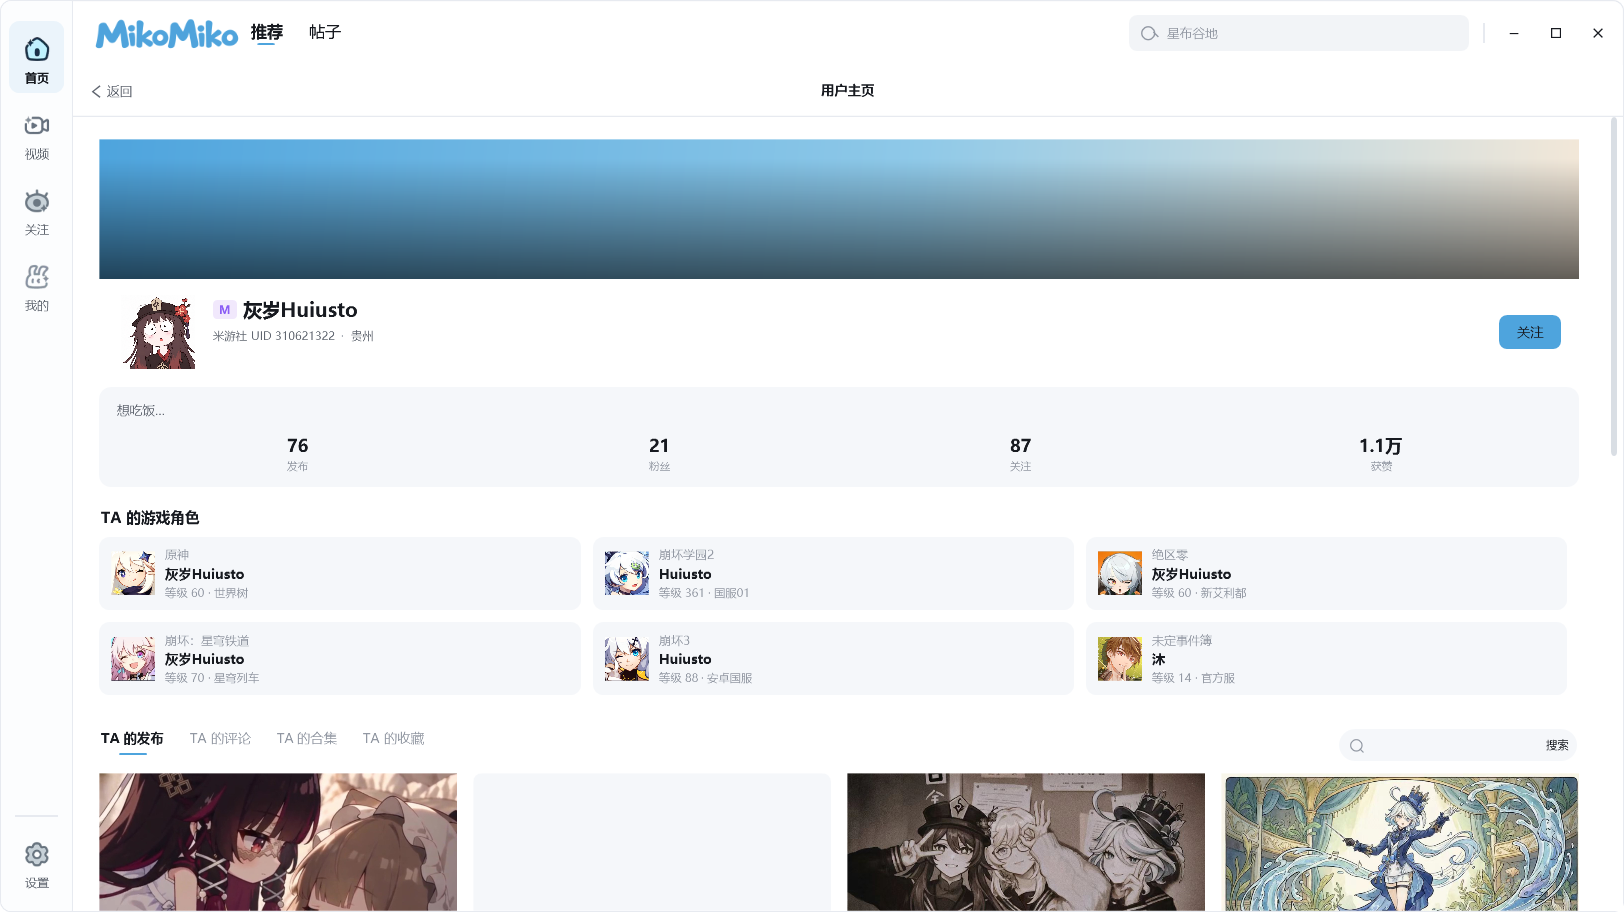 MikoMiko
推荐
帖子
星布谷地
首页
视频
关注
我的
设置
返回
用户主页
M 灰岁Huiusto
米游社 UID 310621322 · 贵州
关注
想吃饭...
76
发布
21
粉丝
87
关注
1.1万
获赞
TA 的游戏角色
原神
灰岁Huiusto
等级 60 · 世界树
崩坏学园2
Huiusto
等级 361 · 国服01
绝区零
灰岁Huiusto
等级 60 · 新艾利都
崩坏：星穹铁道
灰岁Huiusto
等级 70 · 星穹列车
崩坏3
Huiusto
等级 88 · 安卓国服
未定事件簿
沐
等级 14 · 官方服
TA 的发布
TA 的评论
TA 的合集
TA 的收藏
搜索